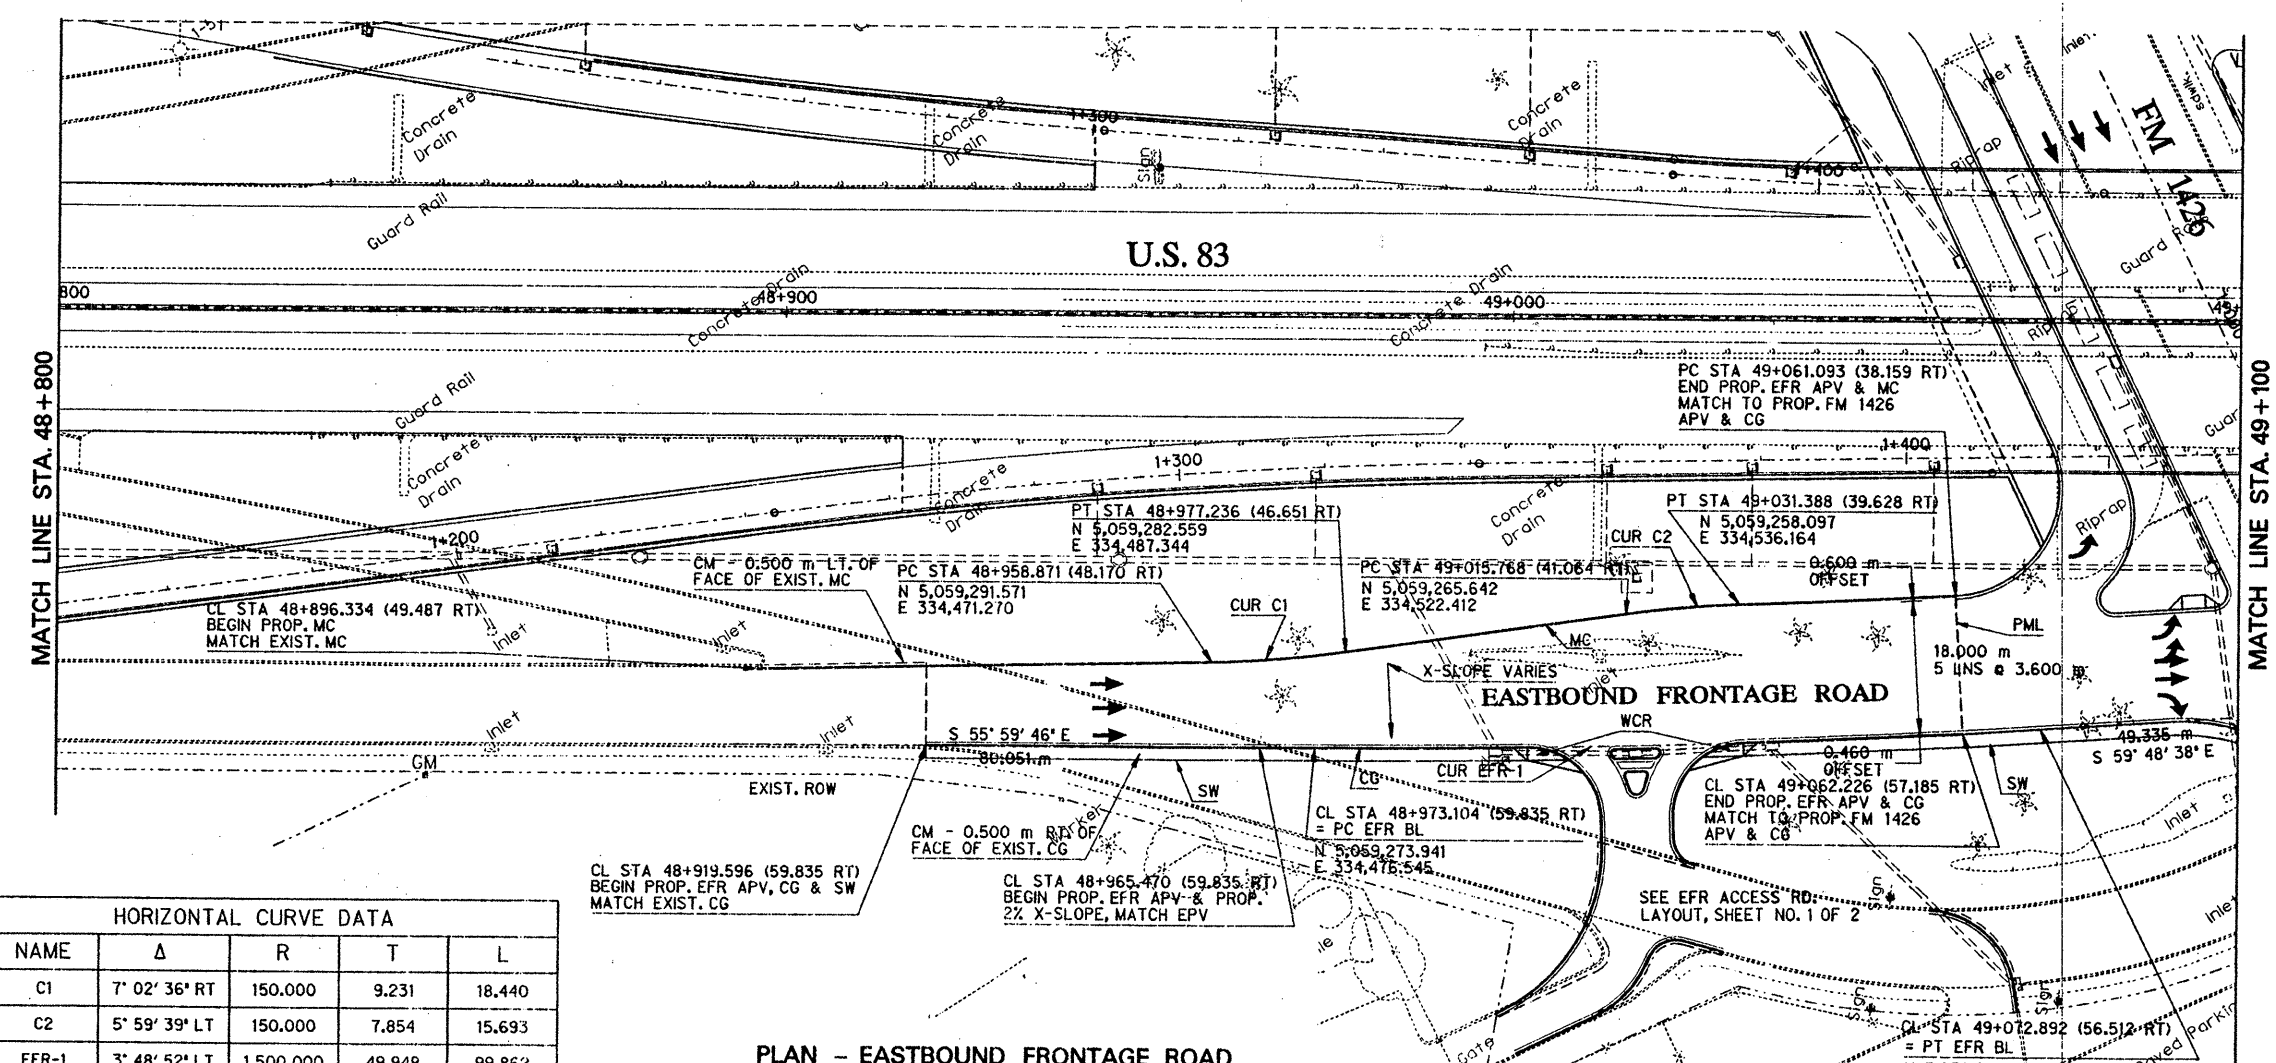 Concrete
Drain
Concrete
Drain
1+300
Sign
Concrete
Drain
1+400
Riprap
Inlet
Inlet
sdwlk
FM 1426
Guard Rail
Guard Rail
U.S. 83
800
Concrete Drain
48+900
Concrete Drain
49+000
Riprap
MATCH LINE STA. 48+800
MATCH LINE STA. 49+100
Guard Rail
Concrete
Drain
1+200
Concrete
Drain
1+300
Concrete
Drain
1+400
Riprap
PC STA 49+061.093 (38.159 RT)
END PROP. EFR APV & MC
MATCH TO PROP. FM 1426
APV & CG
PT STA 48+977.236 (46.651 RT)
N 5,059,282.559
E 334,487.344
PT STA 49+031.388 (39.628 RT)
N 5,059,258.097
E 334,536.164
CUR C2
CM - 0.500 m LT. OF
FACE OF EXIST. MC
PC STA 48+958.871 (48.170 RT)
N 5,059,291.571
E 334,471.270
CUR C1
PC STA 49+015.768 (41.064 RT)
N 5,059,265.642
E 334,522.412
0.600 m
OFFSET
CL STA 48+896.334 (49.487 RT)
BEGIN PROP. MC
MATCH EXIST. MC
Inlet
Inlet
MC
PML
18.000 m
5 LNS @ 3.600 m
X-SLOPE VARIES
Inlet
EASTBOUND FRONTAGE ROAD
WCR
Inlet
Inlet
S 55° 59' 46" E
80.051 m
GM
EXIST. ROW
SW
CG
CUR EFR-1
0.460 m
OFFSET
49.335 m
S 59° 48' 38" E
SW
Inlet
CL STA 49+062.226 (57.185 RT)
END PROP. EFR APV & CG
MATCH TO PROP. FM 1426
APV & CG
CL STA 48+973.104 (59.835 RT)
= PC EFR BL
N 5,059,273.941
E 334,476.545
CM - 0.500 m RT. OF
FACE OF EXIST. CG
CL STA 48+919.596 (59.835 RT)
BEGIN PROP. EFR APV, CG & SW
MATCH EXIST. CG
CL STA 48+965.470 (59.835 RT)
BEGIN PROP. EFR APV & PROP.
2% X-SLOPE, MATCH EPV
SEE EFR ACCESS RD.
LAYOUT, SHEET NO. 1 OF 2
Sign
Inlet
HORIZONTAL CURVE DATA
NAME Δ R T L
C1 7° 02' 36" RT 150.000 9.231 18.440
C2 5° 59' 39" LT 150.000 7.854 15.693
EFR-1 3° 48' 52" LT 1,500.000 49.949 99.862
PLAN - EASTBOUND FRONTAGE ROAD
Gate
Sign
Sign
CL STA 49+072.892 (56.512 RT)
= PT EFR BL